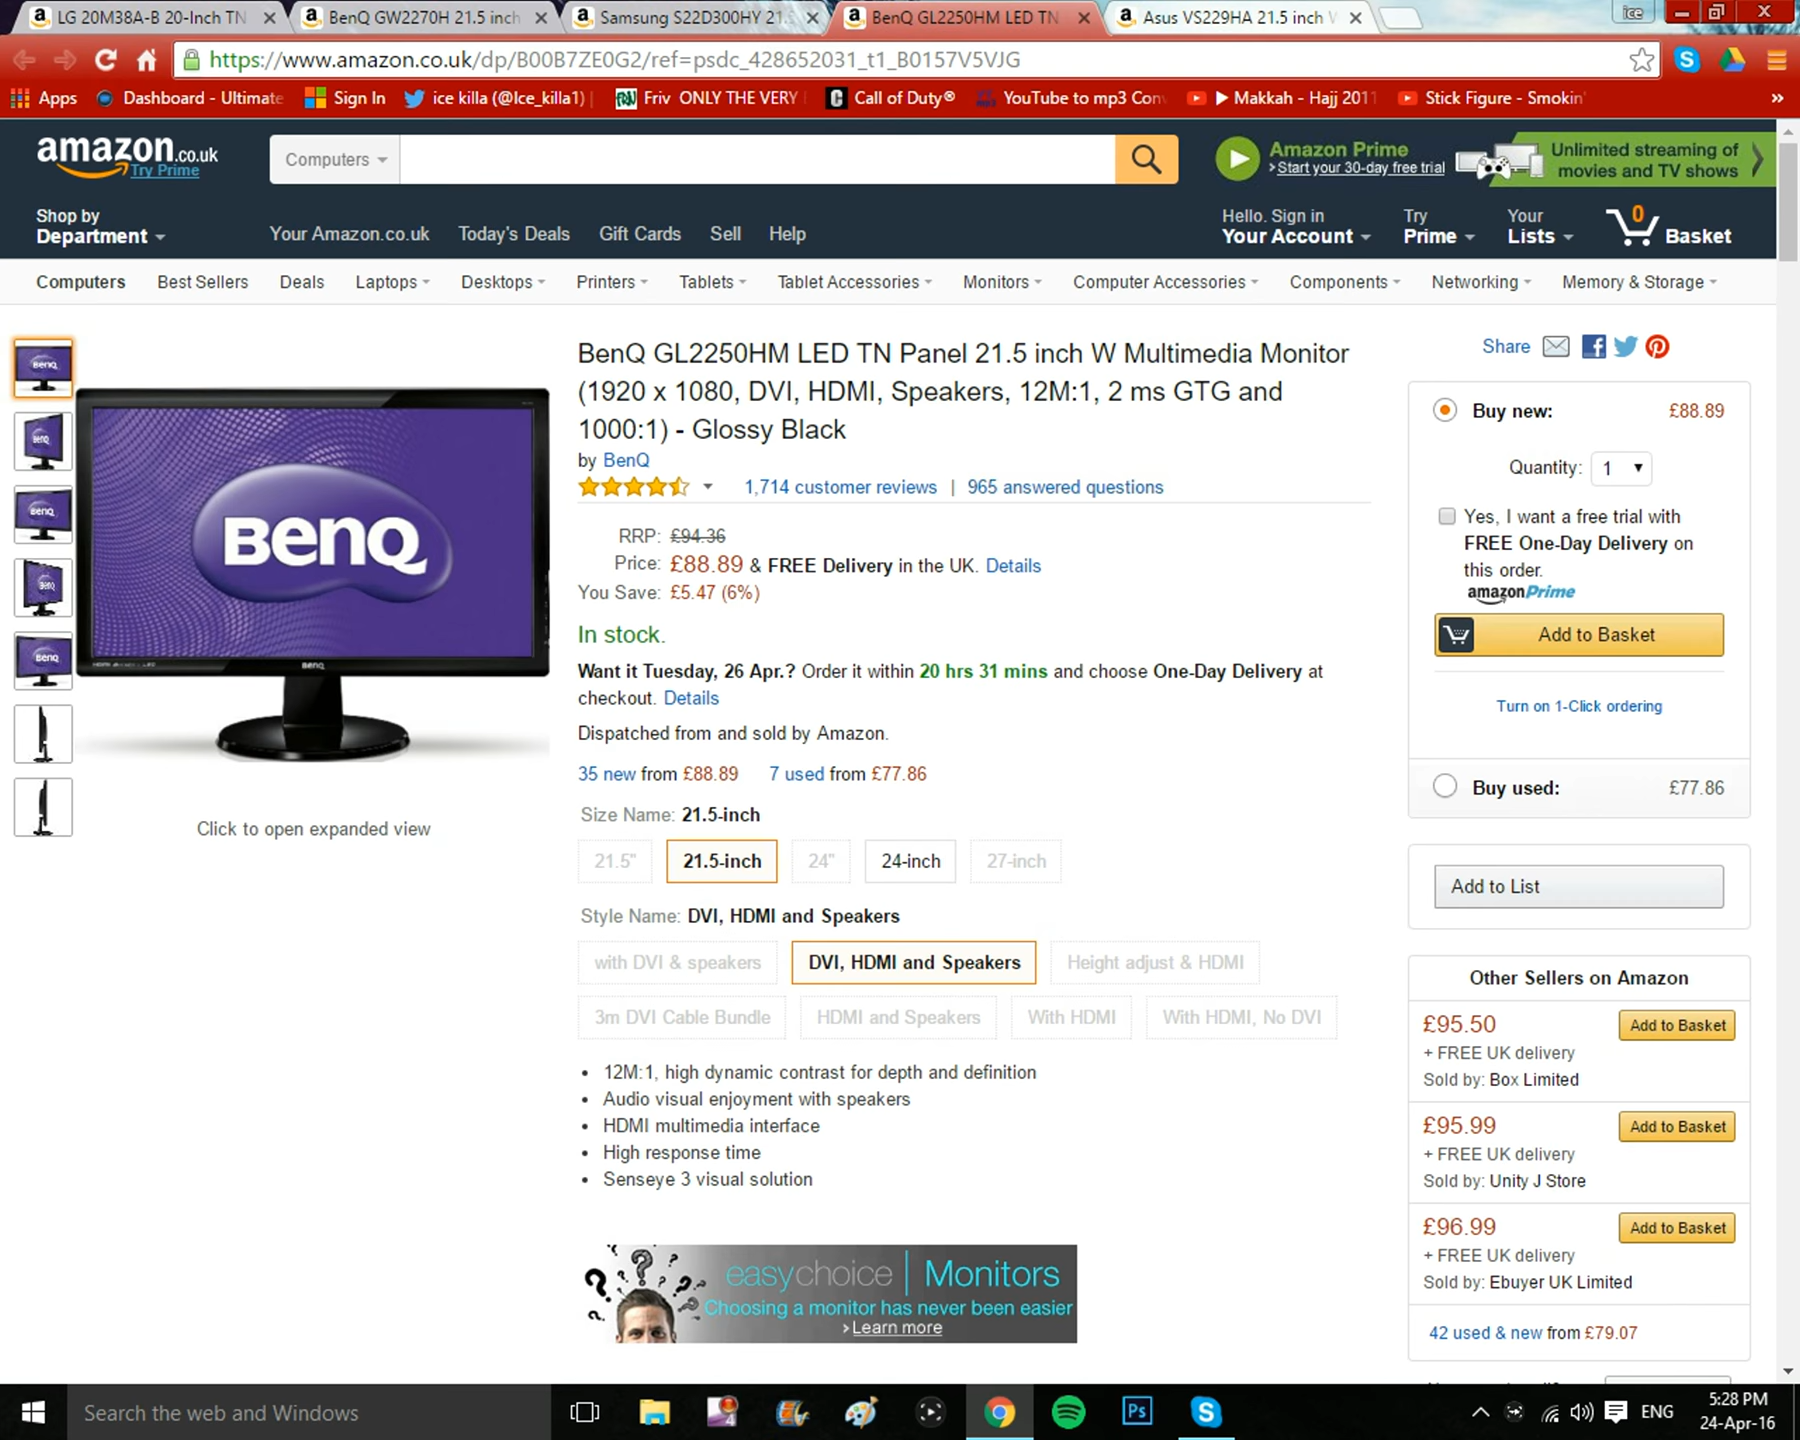 LG 20M38A-B 20-Inch TN
BenQ GW2270H 21.5 inch
Samsung S22D300HY 21.5
BenQ GL2250HM LED TN
Asus VS229HA 21.5 inch W
ice
https://www.amazon.co.uk/dp/B00B7ZE0G2/ref=psdc_428652031_t1_B0157V5VJG
Apps
Dashboard - Ultimate
Sign In
ice killa (@Ice_killa1) |
Friv ONLY THE VERY
Call of Duty®
YouTube to mp3 Conv
▶ Makkah - Hajj 2011
Stick Figure - Smokin'
»
amazon.co.uk
Try Prime
Computers
Amazon Prime
›Start your 30-day free trial
Unlimited streaming of
movies and TV shows
Shop by
Department
Your Amazon.co.uk
Today's Deals
Gift Cards
Sell
Help
Hello. Sign in
Your Account
Try
Prime
Your
Lists
0
Basket
Computers
Best Sellers
Deals
Laptops
Desktops
Printers
Tablets
Tablet Accessories
Monitors
Computer Accessories
Components
Networking
Memory & Storage
BenQ
BenQ
BenQ
BenQ
BenQ
BenQ
BenQ
Click to open expanded view
BenQ GL2250HM LED TN Panel 21.5 inch W Multimedia Monitor
(1920 x 1080, DVI, HDMI, Speakers, 12M:1, 2 ms GTG and
1000:1) - Glossy Black
by BenQ
1,714 customer reviews | 965 answered questions
RRP: £94.36
Price: £88.89 & FREE Delivery in the UK. Details
You Save: £5.47 (6%)
In stock.
Want it Tuesday, 26 Apr.? Order it within 20 hrs 31 mins and choose One-Day Delivery at
checkout. Details
Dispatched from and sold by Amazon.
35 new from £88.89 7 used from £77.86
Size Name: 21.5-inch
21.5"
21.5-inch
24"
24-inch
27-inch
Style Name: DVI, HDMI and Speakers
with DVI & speakers
DVI, HDMI and Speakers
Height adjust & HDMI
3m DVI Cable Bundle
HDMI and Speakers
With HDMI
With HDMI, No DVI
• 12M:1, high dynamic contrast for depth and definition
• Audio visual enjoyment with speakers
• HDMI multimedia interface
• High response time
• Senseye 3 visual solution
easychoice | Monitors
Choosing a monitor has never been easier
›Learn more
Share
Buy new: £88.89
Quantity: 1
Yes, I want a free trial with
FREE One-Day Delivery on
this order.
amazonPrime
Add to Basket
Turn on 1-Click ordering
Buy used: £77.86
Add to List
Other Sellers on Amazon
£95.50
Add to Basket
+ FREE UK delivery
Sold by: Box Limited
£95.99
Add to Basket
+ FREE UK delivery
Sold by: Unity J Store
£96.99
Add to Basket
+ FREE UK delivery
Sold by: Ebuyer UK Limited
42 used & new from £79.07
Search the web and Windows
4
Ps
ENG
5:28 PM
24-Apr-16